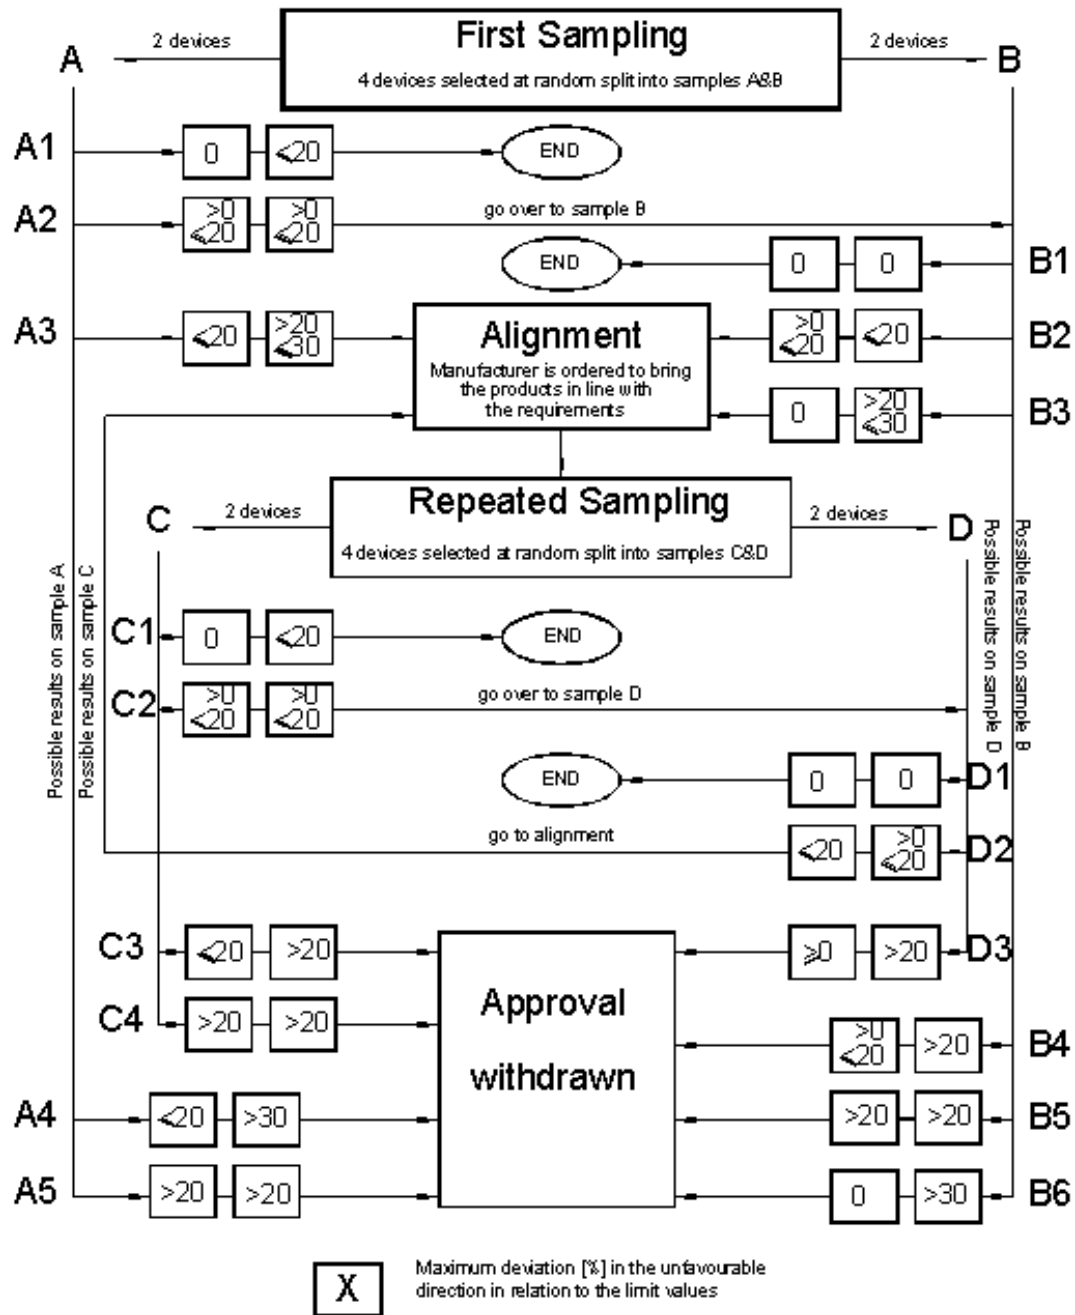 First Sampling
4 devices selected at random split into samples A&B
A
2 devices
2 devices
B
A1
0
≤20
END
A2
>0
≤20
>0
≤20
go over to sample B
END
0
0
B1
A3
≤20
>20
≤30
Alignment
Manufacturer is ordered to bring
the products in line with
the requirements
>0
≤20
≤20
B2
0
>20
≤30
B3
Repeated Sampling
4 devices selected at random split into samples C&D
C
2 devices
2 devices
D
Possible results on sample A
Possible results on sample C
Possible results on sample D
Possible results on sample B
C1
0
≤20
END
C2
>0
≤20
>0
≤20
go over to sample D
END
0
0
D1
go to alignment
≤20
>0
≤20
D2
C3
≤20
>20
Approval
withdrawn
≥0
>20
D3
C4
>20
>20
>0
≤20
>20
B4
A4
≤20
>30
>20
>20
B5
A5
>20
>20
0
>30
B6
X
Maximum deviation [%] in the unfavourable
direction in relation to the limit values